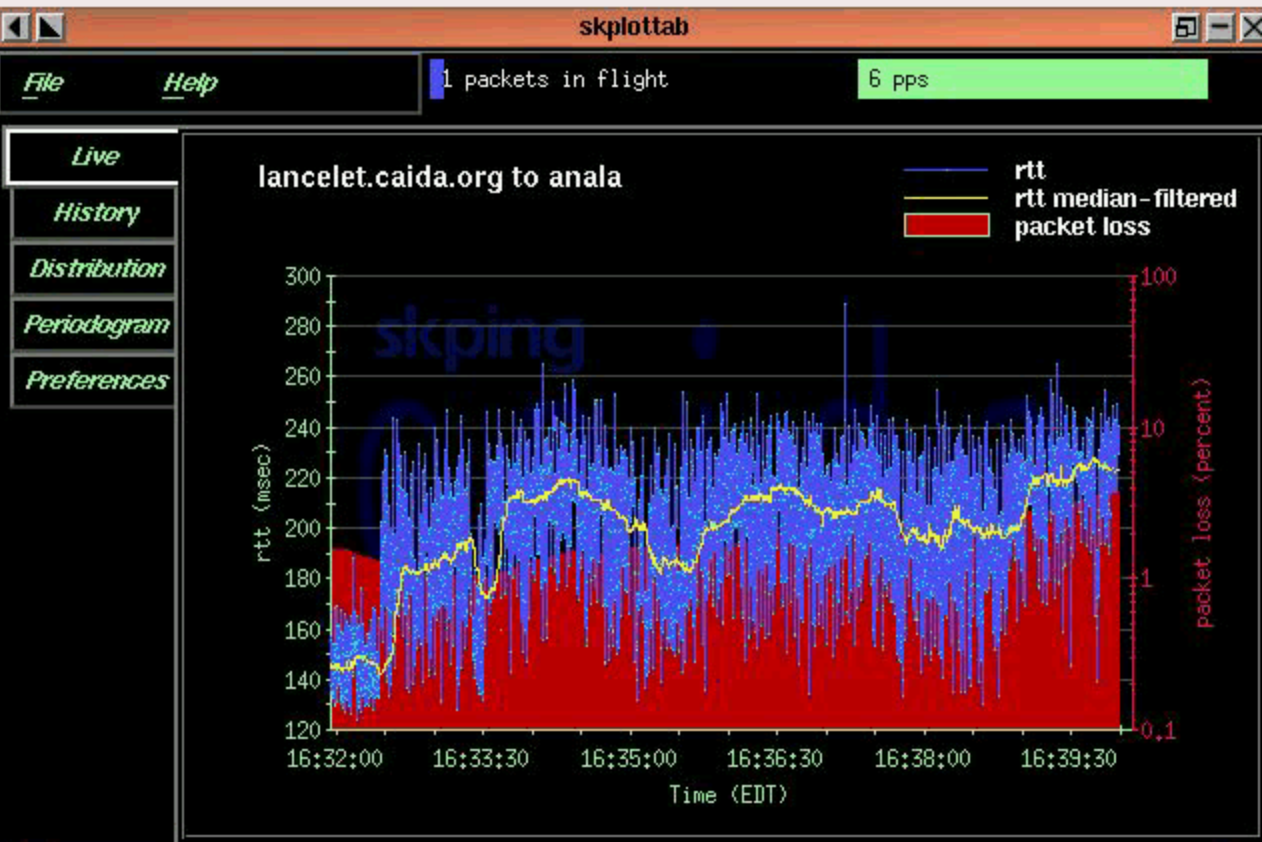 skplottab
File Help
1 packets in flight
6 pps
Live
History
Distribution
Periodogram
Preferences
lancelet.caida.org to anala
rtt
rtt median-filtered
packet loss
skping
300
280
260
240
220
200
180
160
140
120
rtt (msec)
100
10
1
0.1
packet loss (percent)
16:32:00 16:33:30 16:35:00 16:36:30 16:38:00 16:39:30
Time (EDT)